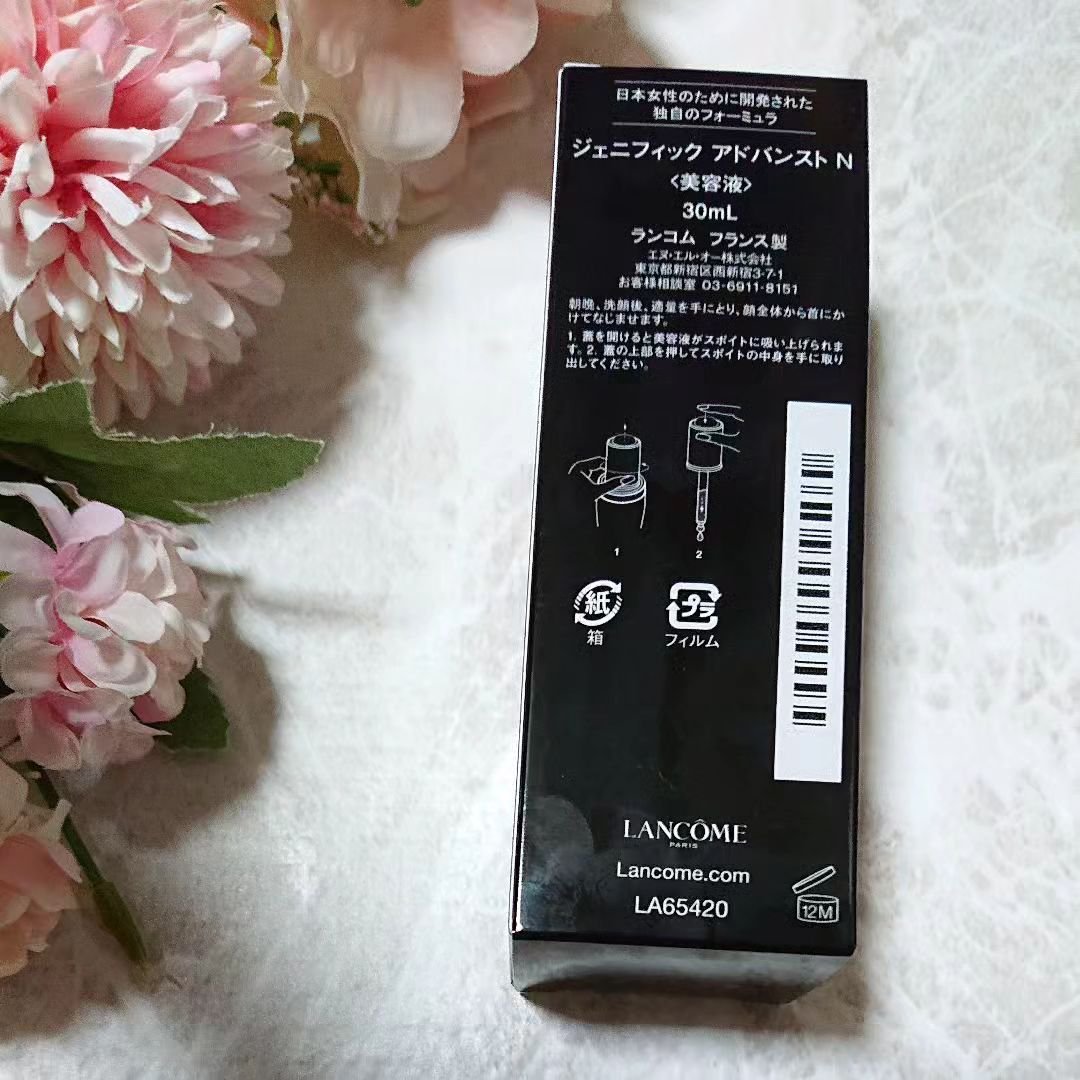 日本女性のために開発された
独自のフォーミュラ
ジェニフィック アドバンスト N
〈美容液〉
30mL
ランコム フランス製
エヌ・エル・オー株式会社
東京都新宿区西新宿3-7-1
お客様相談室 03-6911-8151
朝晩、洗顔後、適量を手にとり、顔全体から首にか
けてなじませます。
1. 蓋を開けると美容液がスポイトに吸い上げられま
す。2. 蓋の上部を押してスポイトの中身を手に取り
出してください。
1
2
紙
プラ
箱
フィルム
LANCÔME
PARIS
Lancome.com
LA65420
12M